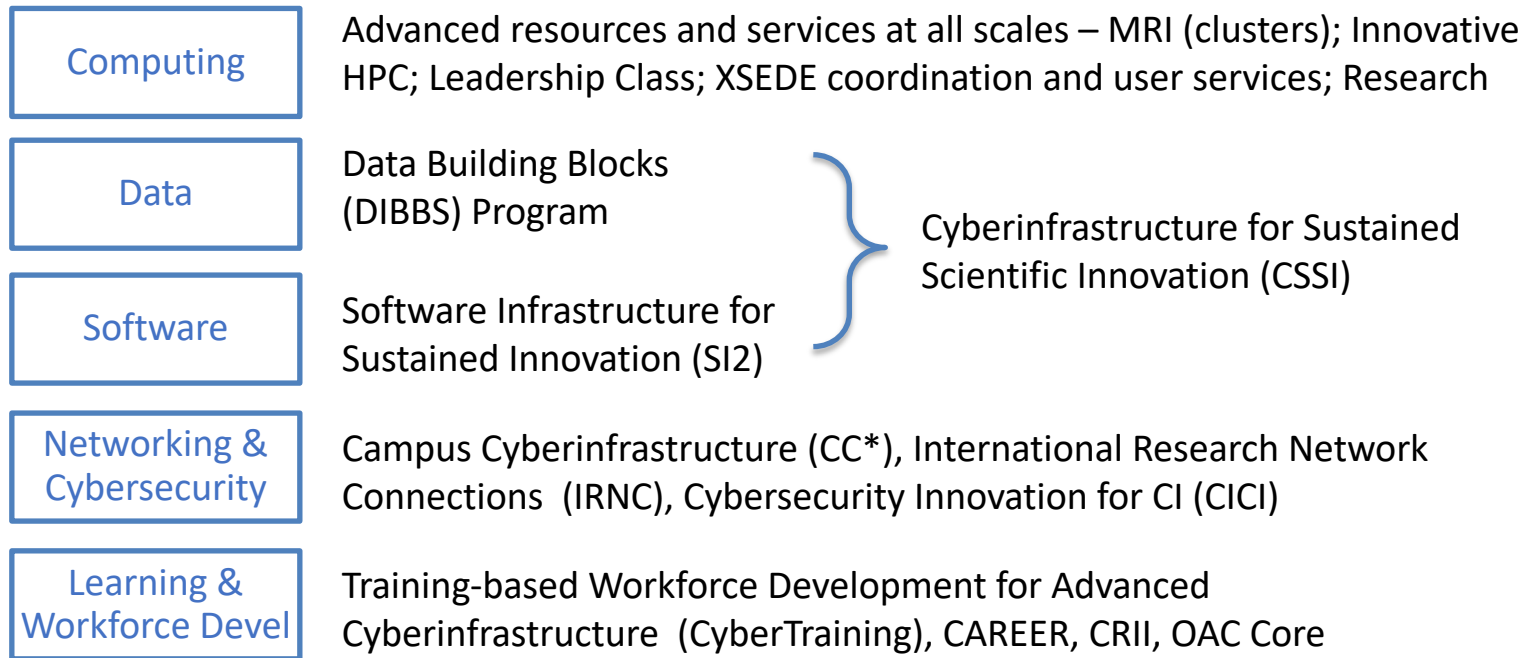 Computing
Advanced resources and services at all scales – MRI (clusters); Innovative
HPC; Leadership Class; XSEDE coordination and user services; Research
Data
Data Building Blocks
(DIBBS) Program
Software
Software Infrastructure for
Sustained Innovation (SI2)
Cyberinfrastructure for Sustained
Scientific Innovation (CSSI)
Networking &
Cybersecurity
Campus Cyberinfrastructure (CC*), International Research Network
Connections  (IRNC), Cybersecurity Innovation for CI (CICI)
Learning &
Workforce Devel
Training-based Workforce Development for Advanced
Cyberinfrastructure  (CyberTraining), CAREER, CRII, OAC Core